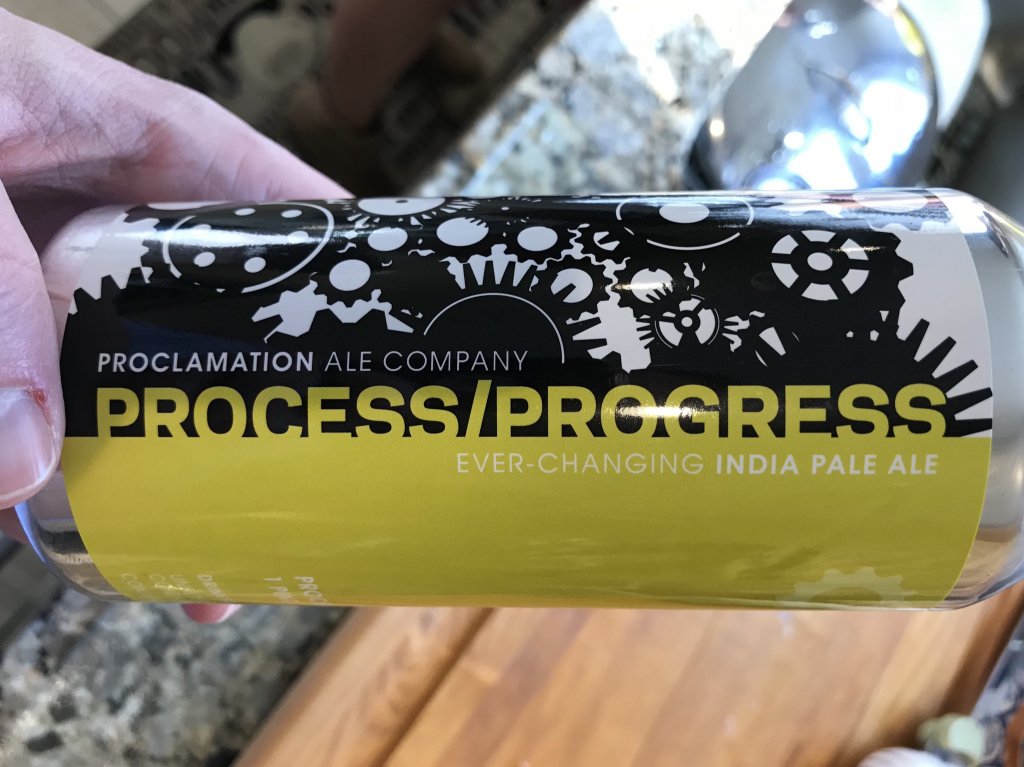 PROCLAMATION ALE COMPANY
PROCESS/PROGRESS
EVER-CHANGING INDIA PALE ALE